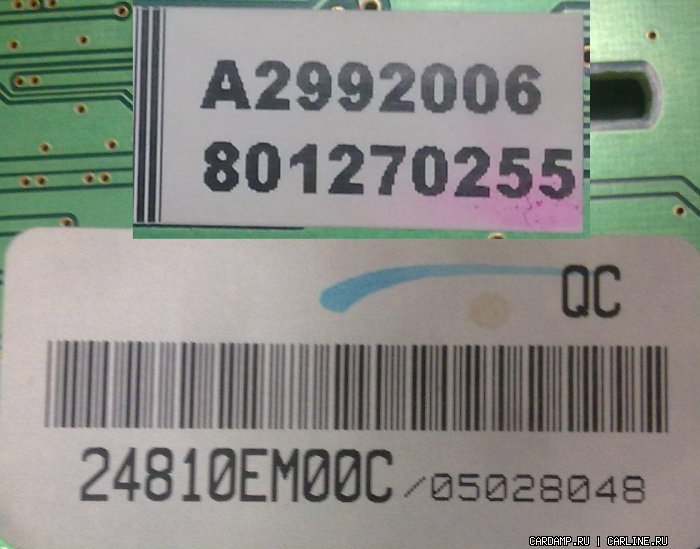 A2992006
801270255
QC
24810EM00C/05028048
CARDAMP.RU | CARLINE.RU